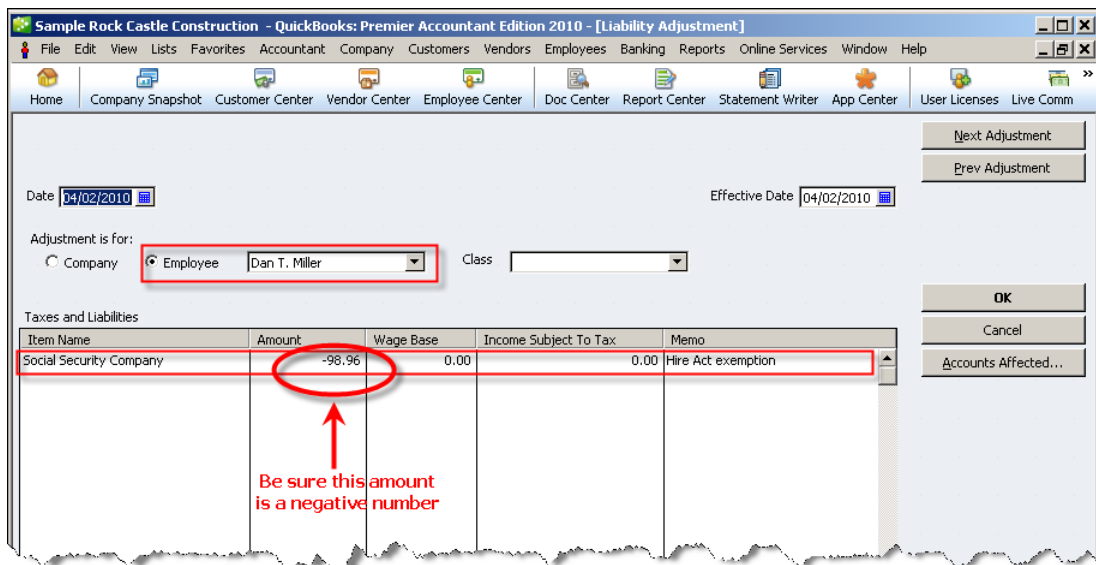 Sample Rock Castle Construction - QuickBooks: Premier Accountant Edition 2010 - [Liability Adjustment]
File Edit View Lists Favorites Accountant Company Customers Vendors Employees Banking Reports Online Services Window Help
Home Company Snapshot Customer Center Vendor Center Employee Center Doc Center Report Center Statement Writer App Center User Licenses Live Comm »
Next Adjustment
Prev Adjustment
Date 04/02/2010 Effective Date 04/02/2010
Adjustment is for:
Company Employee Dan T. Miller Class
OK
Taxes and Liabilities
Cancel
Item Name Amount Wage Base Income Subject To Tax Memo
Social Security Company -98.96 0.00 0.00 Hire Act exemption
Accounts Affected...
Be sure this amount
is a negative number